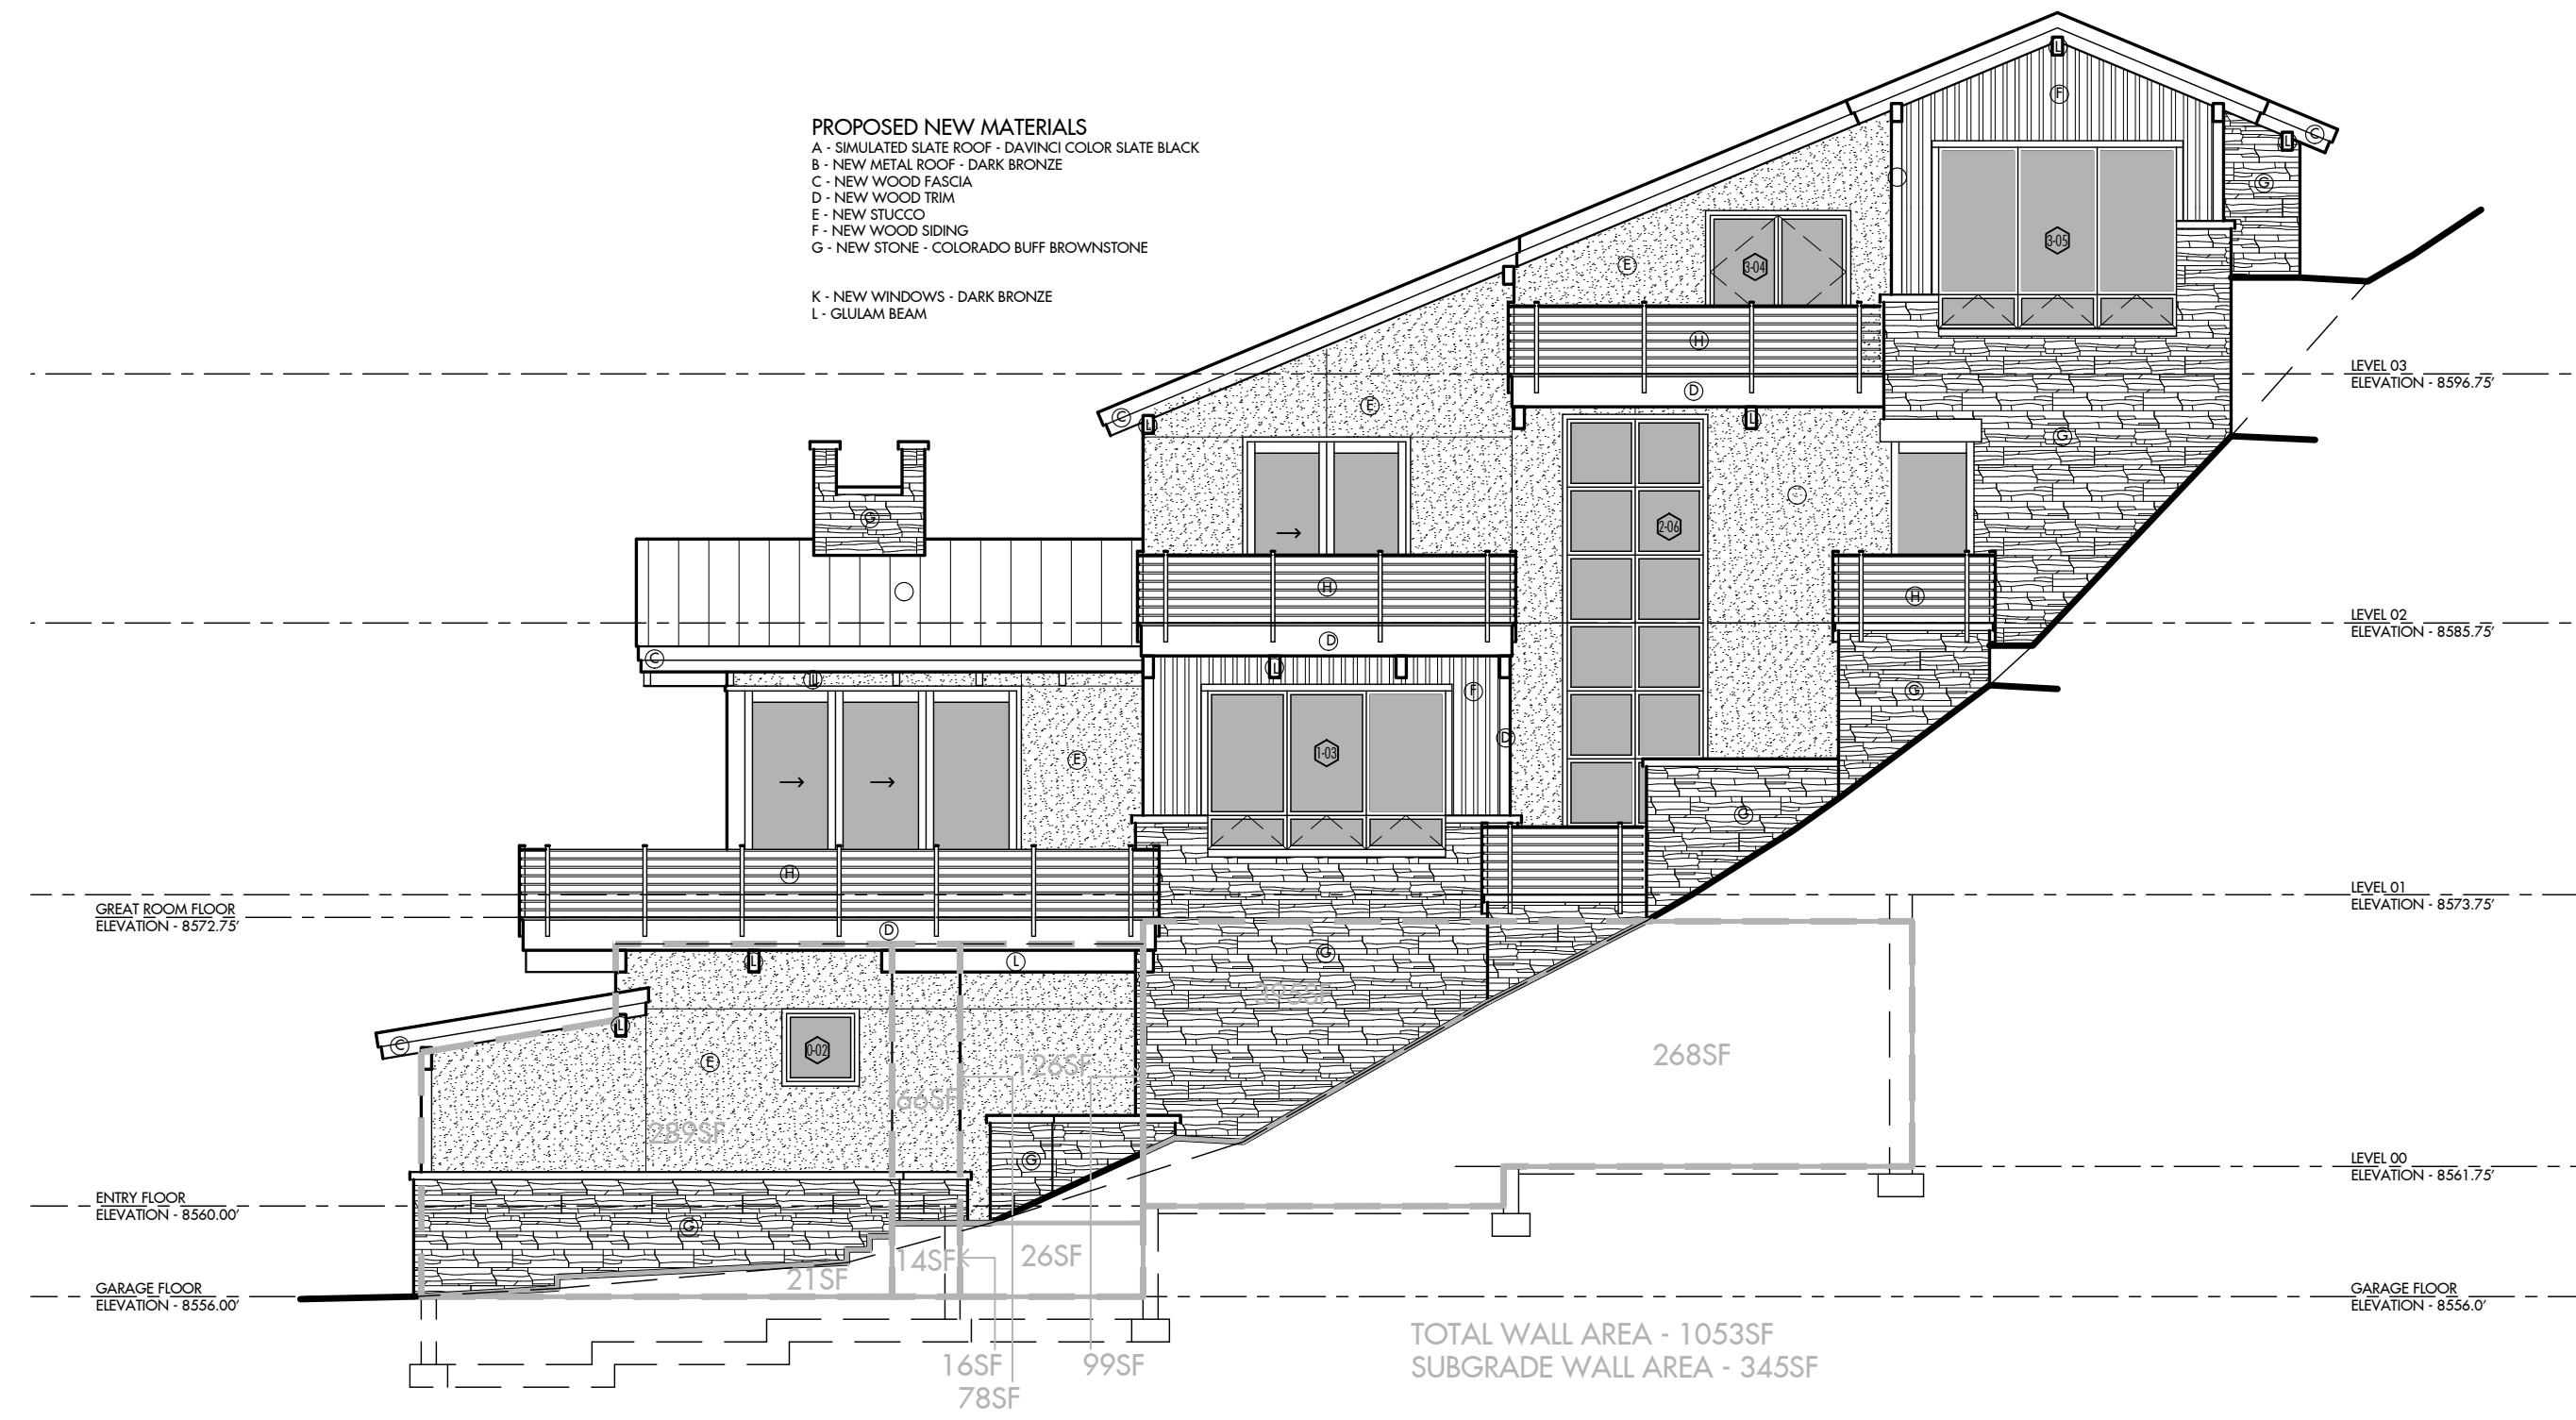 PROPOSED NEW MATERIALS
A - SIMULATED SLATE ROOF - DAVINCI COLOR SLATE BLACK
B - NEW METAL ROOF - DARK BRONZE
C - NEW WOOD FASCIA
D - NEW WOOD TRIM
E - NEW STUCCO
F - NEW WOOD SIDING
G - NEW STONE - COLORADO BUFF BROWNSTONE
K - NEW WINDOWS - DARK BRONZE
L - GLULAM BEAM
L
F
C
L
G
3-05
3-04
E
H
LEVEL 03
ELEVATION - 8596.75'
D
E
C
L
L
G
G
2-06
H
H
LEVEL 02
ELEVATION - 8585.75'
D
C
L
L
F
G
D
1-03
E
G
H
LEVEL 01
ELEVATION - 8573.75'
GREAT ROOM FLOOR
ELEVATION - 8572.75'
D
L
L
G
L
C
0-02
E
126SF
268SF
66SF
289SF
G
LEVEL 00
ELEVATION - 8561.75'
ENTRY FLOOR
ELEVATION - 8560.00'
G
14SF
26SF
21SF
GARAGE FLOOR
ELEVATION - 8556.00'
GARAGE FLOOR
ELEVATION - 8556.0'
TOTAL WALL AREA - 1053SF
SUBGRADE WALL AREA - 345SF
16SF
99SF
78SF